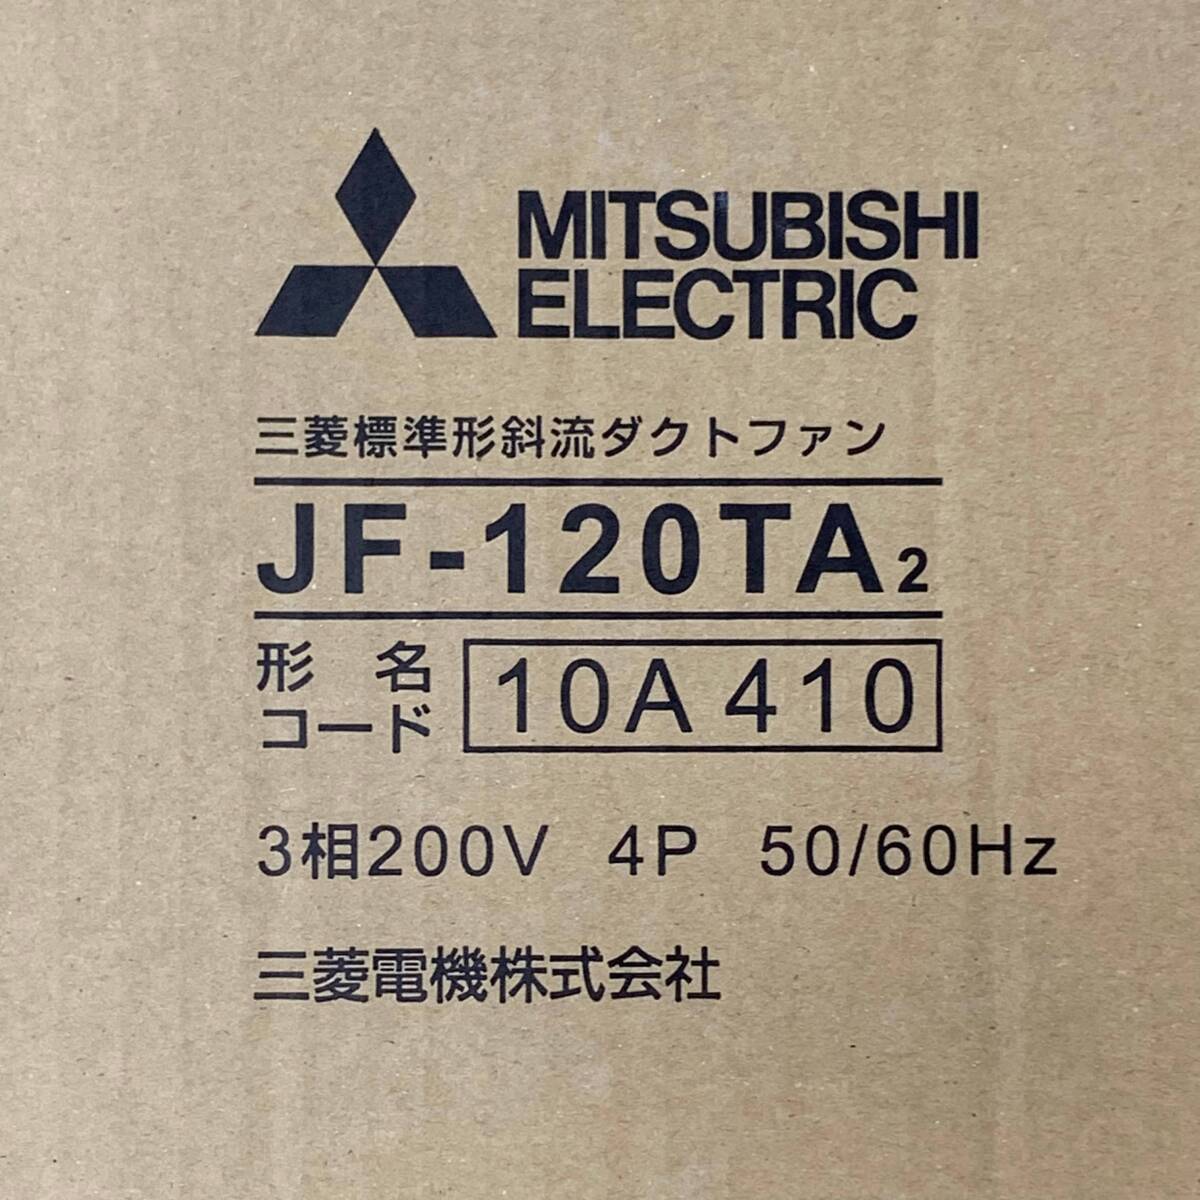 MITSUBISHI
ELECTRIC
三菱標準形斜流ダクトファン
JF-120TA2
形名 10A410
コード
3相200V 4P 50/60Hz
三菱電機株式会社